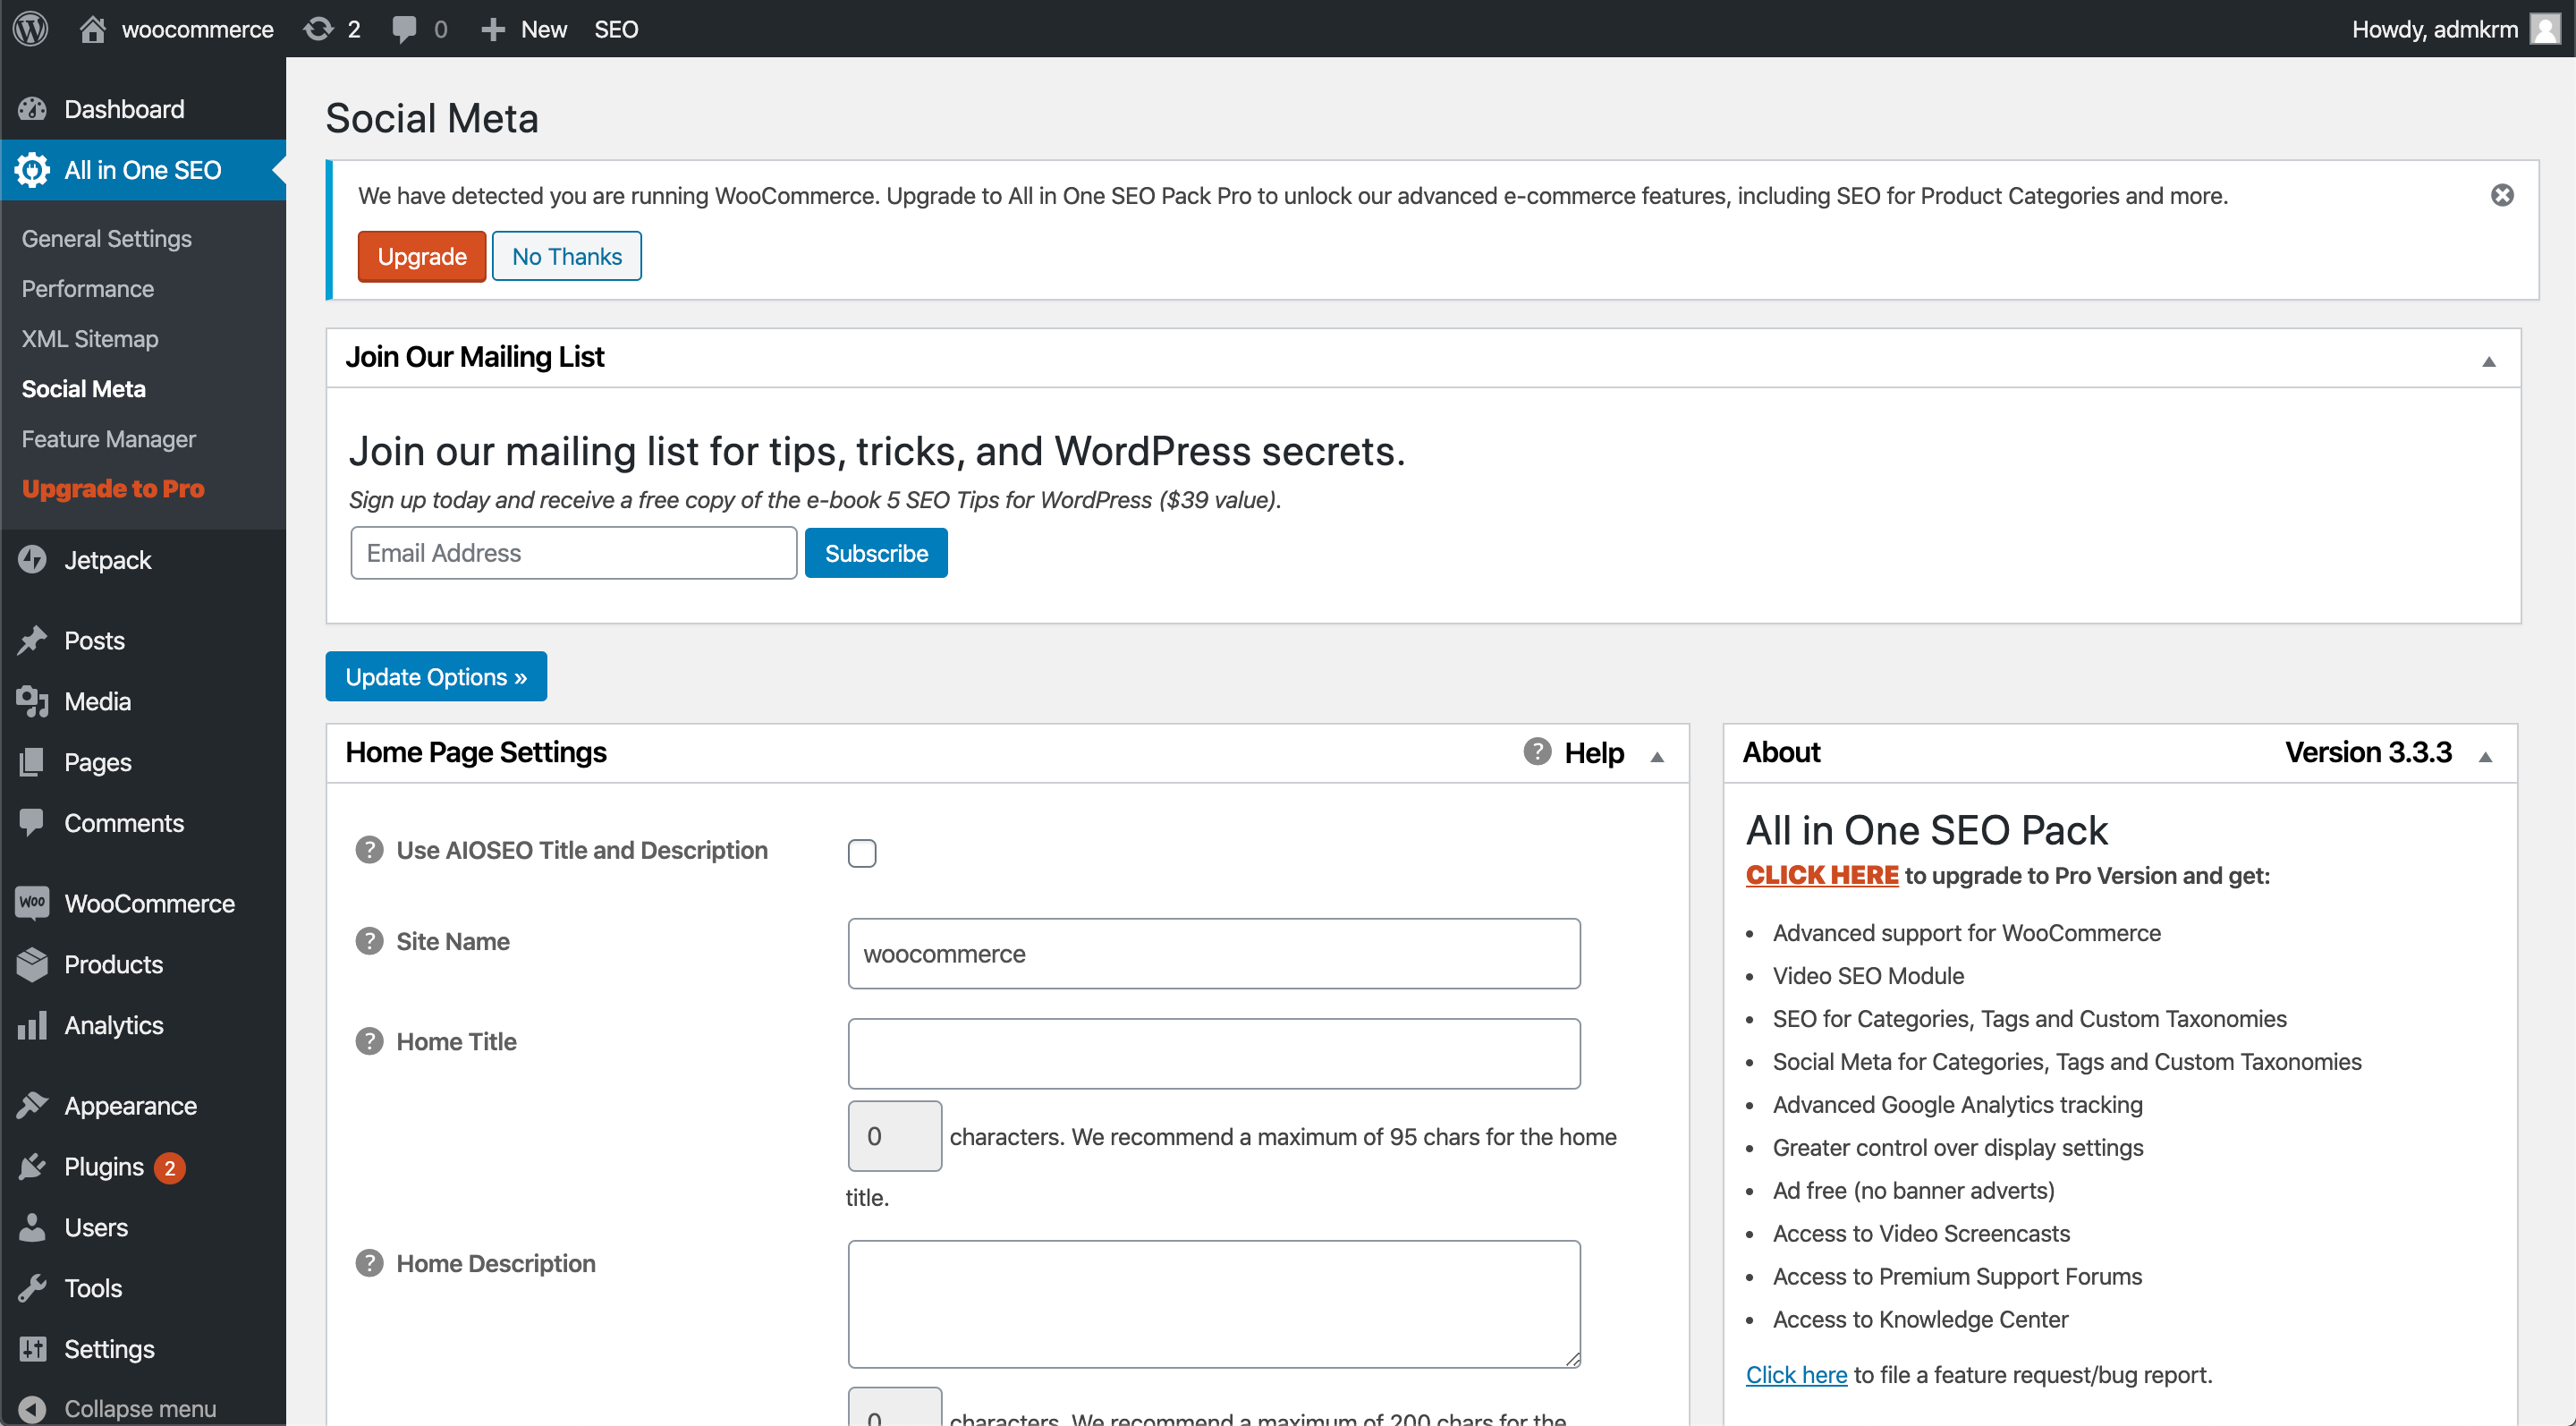 woocommerce 2 0 New SEO Howdy, admkrm
Dashboard
All in One SEO
General Settings
Performance
XML Sitemap
Social Meta
Feature Manager
Upgrade to Pro
Jetpack
Posts
Media
Pages
Comments
WOO WooCommerce
Products
Analytics
Appearance
Plugins 2
Users
Tools
Settings
Collapse menu
Social Meta
We have detected you are running WooCommerce. Upgrade to All in One SEO Pack Pro to unlock our advanced e-commerce features, including SEO for Product Categories and more.
Upgrade No Thanks
Join Our Mailing List
Join our mailing list for tips, tricks, and WordPress secrets.
Sign up today and receive a free copy of the e-book 5 SEO Tips for WordPress ($39 value).
Email Address Subscribe
Update Options »
Home Page Settings ? Help
? Use AIOSEO Title and Description
? Site Name woocommerce
? Home Title
0 characters. We recommend a maximum of 95 chars for the home
title.
? Home Description
0 characters. We recommend a maximum of 200 chars for the
About Version 3.3.3
All in One SEO Pack
CLICK HERE to upgrade to Pro Version and get:
• Advanced support for WooCommerce
• Video SEO Module
• SEO for Categories, Tags and Custom Taxonomies
• Social Meta for Categories, Tags and Custom Taxonomies
• Advanced Google Analytics tracking
• Greater control over display settings
• Ad free (no banner adverts)
• Access to Video Screencasts
• Access to Premium Support Forums
• Access to Knowledge Center
Click here to file a feature request/bug report.